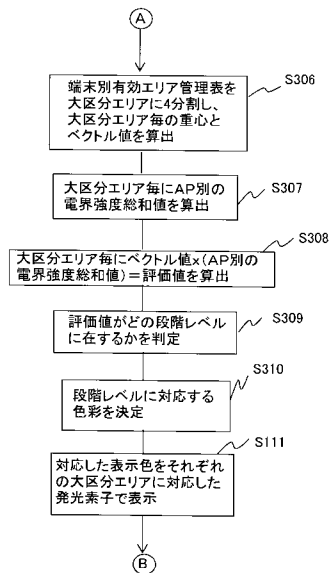 A
S306
端末別有効エリア管理表を
大区分エリアに4分割し、
大区分エリア毎の重心と
ベクトル値を算出
S307
大区分エリア毎にAP別の
電界強度総和値を算出
S308
大区分エリア毎にベクトル値x(AP別の
電界強度総和値)=評価値を算出
S309
評価値がどの段階レベル
に在するかを判定
S310
段階レベルに対応する
色彩を決定
S111
対応した表示色をそれぞれ
の大区分エリアに対応した
発光素子で表示
B